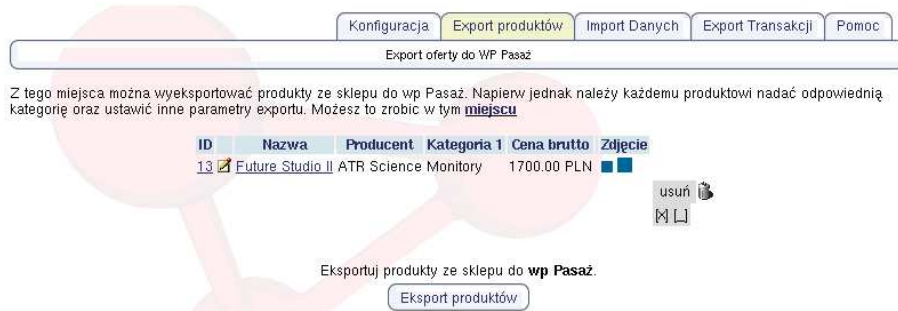 Konfiguracja Export produktów Import Danych Export Transakcji Pomoc
Export oferty do WP Pasaż
Z tego miejsca można wyeksportować produkty ze sklepu do wp Pasaż. Napierw jednak należy każdemu produktowi nadać odpowiednią
kategorię oraz ustawić inne parametry exportu. Możesz to zrobic w tym miejscu
ID Nazwa Producent Kategoria 1 Cena brutto Zdjęcie
13 Future Studio II ATR Science Monitory 1700.00 PLN
usuń
[X] [_]
Eksportuj produkty ze sklepu do wp Pasaż.
Eksport produktów